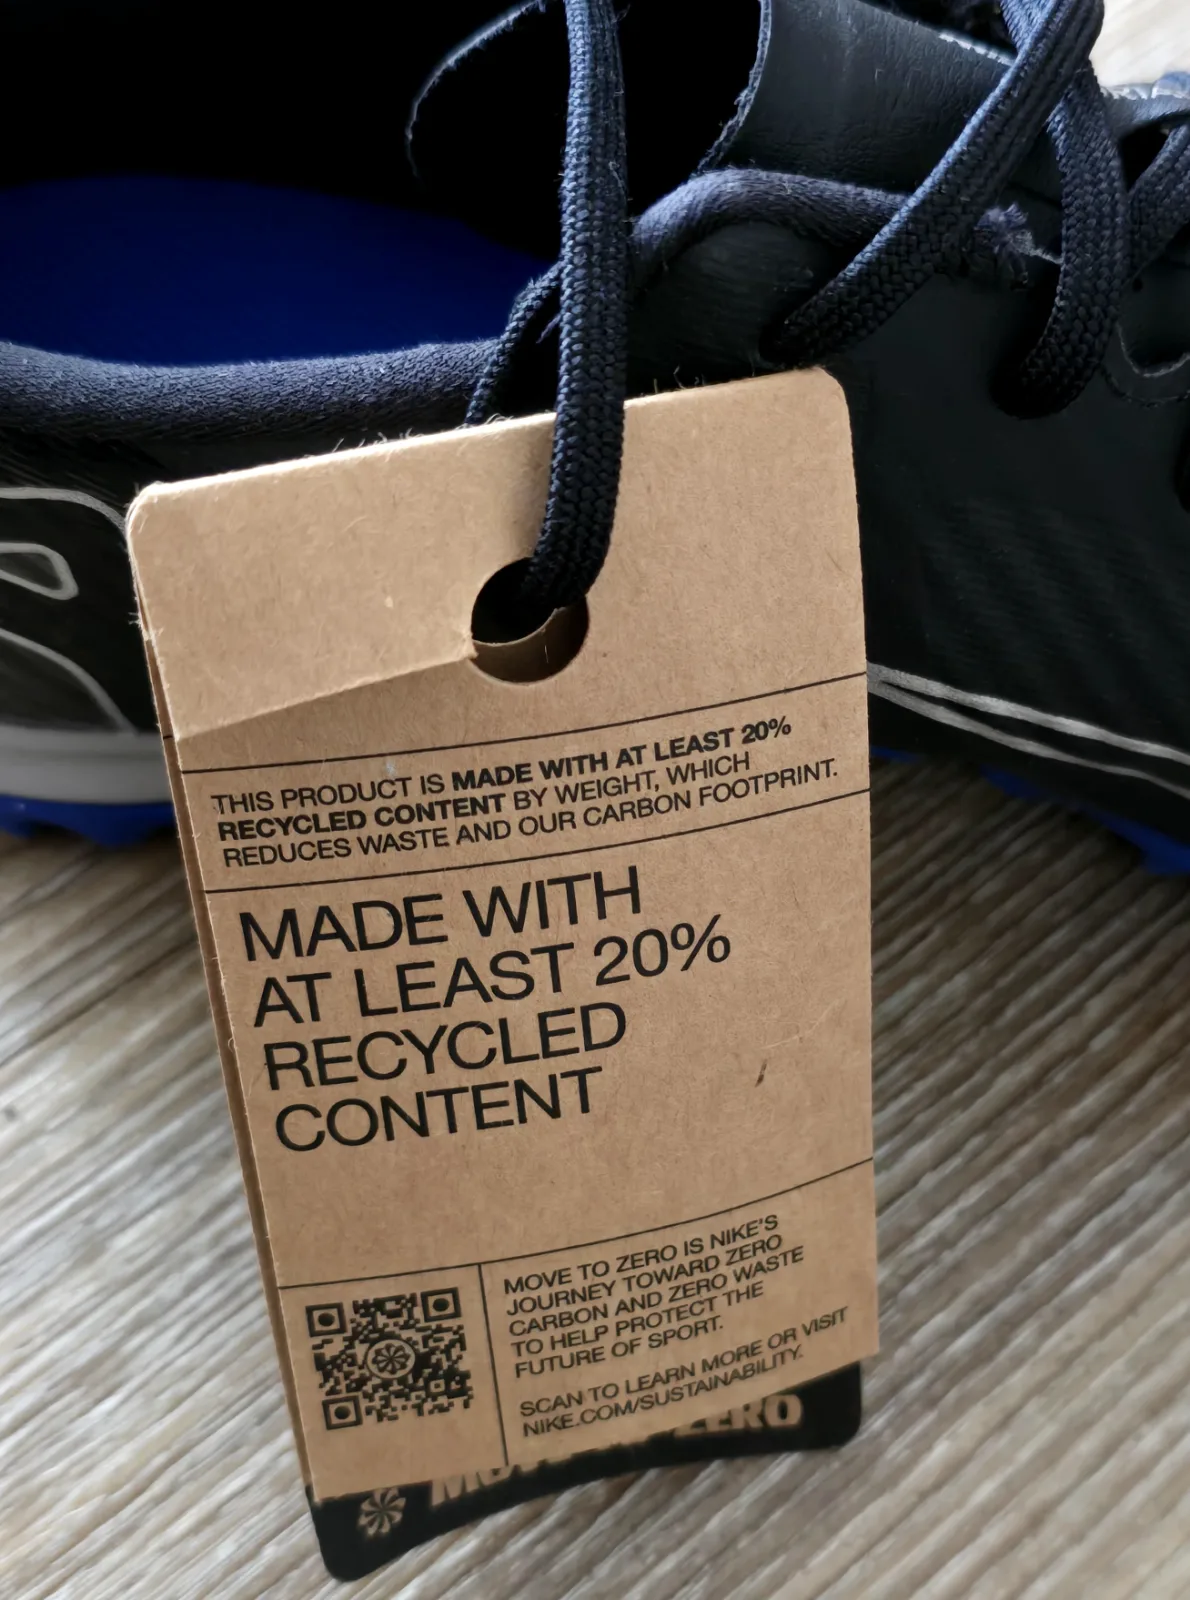 THIS PRODUCT IS MADE WITH AT LEAST 20%
RECYCLED CONTENT BY WEIGHT, WHICH
REDUCES WASTE AND OUR CARBON FOOTPRINT.
MADE WITH
AT LEAST 20%
RECYCLED
CONTENT
MOVE TO ZERO IS NIKE'S
JOURNEY TOWARD ZERO
CARBON AND ZERO WASTE
TO HELP PROTECT THE
FUTURE OF SPORT.
SCAN TO LEARN MORE OR VISIT
NIKE.COM/SUSTAINABILITY.
ZERO